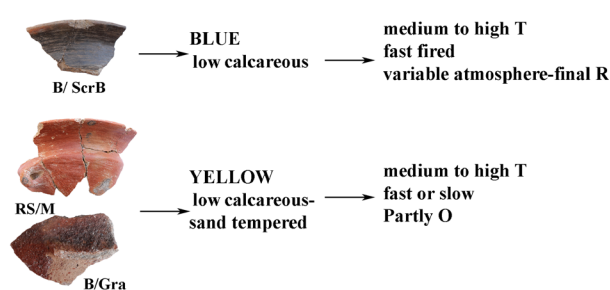 B/ ScrB
BLUE
low calcareous
medium to high T
fast fired
variable atmosphere-final R
RS/M
B/Gra
YELLOW
low calcareous-
sand tempered
medium to high T
fast or slow
Partly O